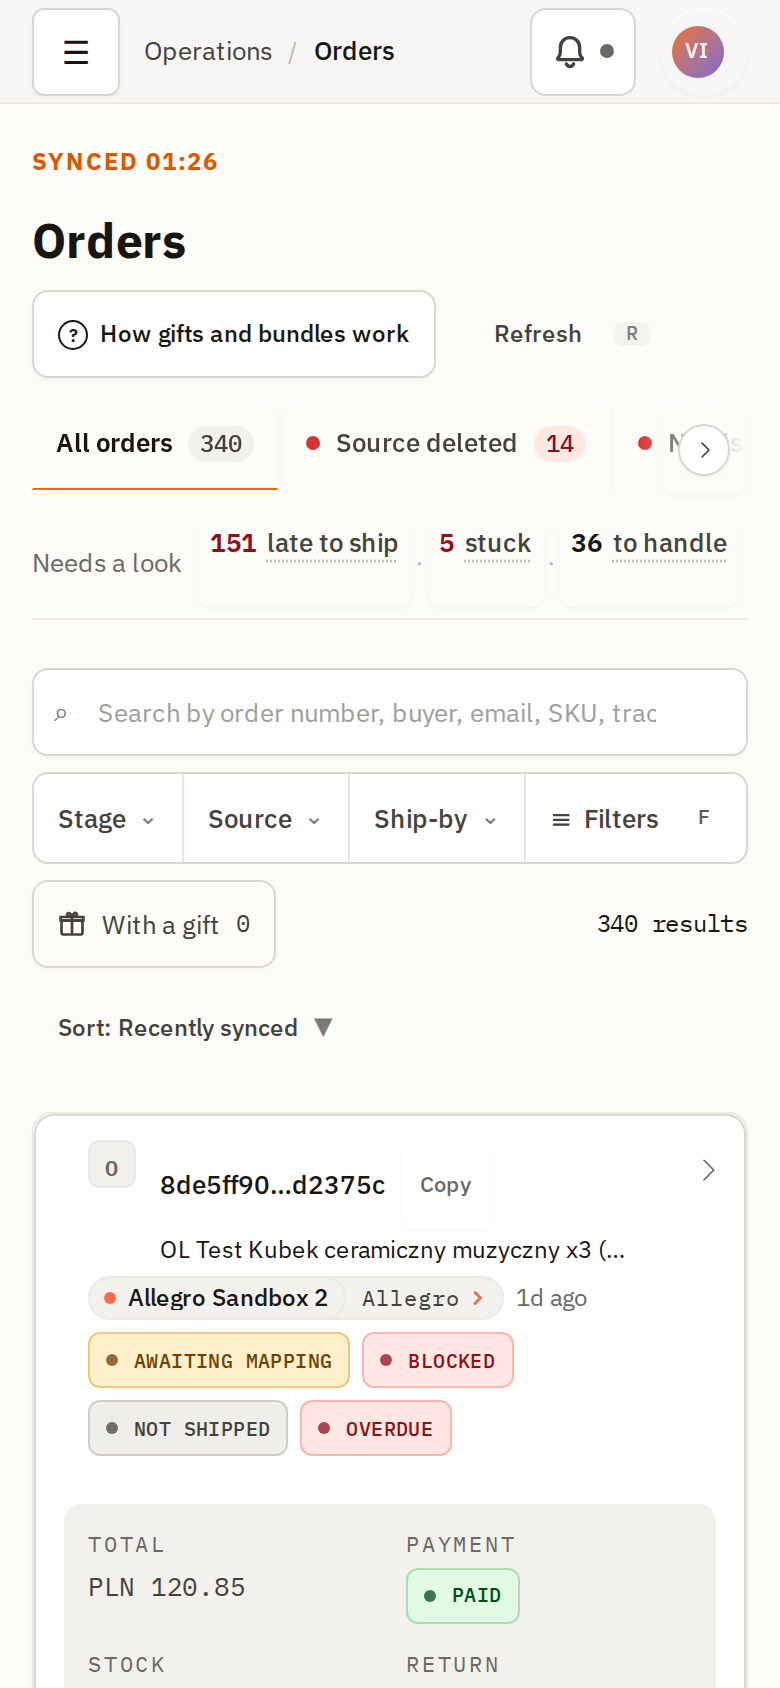 ☰ Operations / Orders VI
SYNCED 01:26
Orders
? How gifts and bundles work Refresh R
All orders 340 Source deleted 14
Needs a look 151 late to ship · 5 stuck · 36 to handle
Search by order number, buyer, email, SKU, trac
Stage Source Ship-by Filters F
With a gift 0 340 results
Sort: Recently synced ▼
O 8de5ff90...d2375c Copy
OL Test Kubek ceramiczny muzyczny x3 (...
Allegro Sandbox 2 Allegro 1d ago
AWAITING MAPPING BLOCKED
NOT SHIPPED OVERDUE
TOTAL PAYMENT
PLN 120.85 PAID
STOCK RETURN